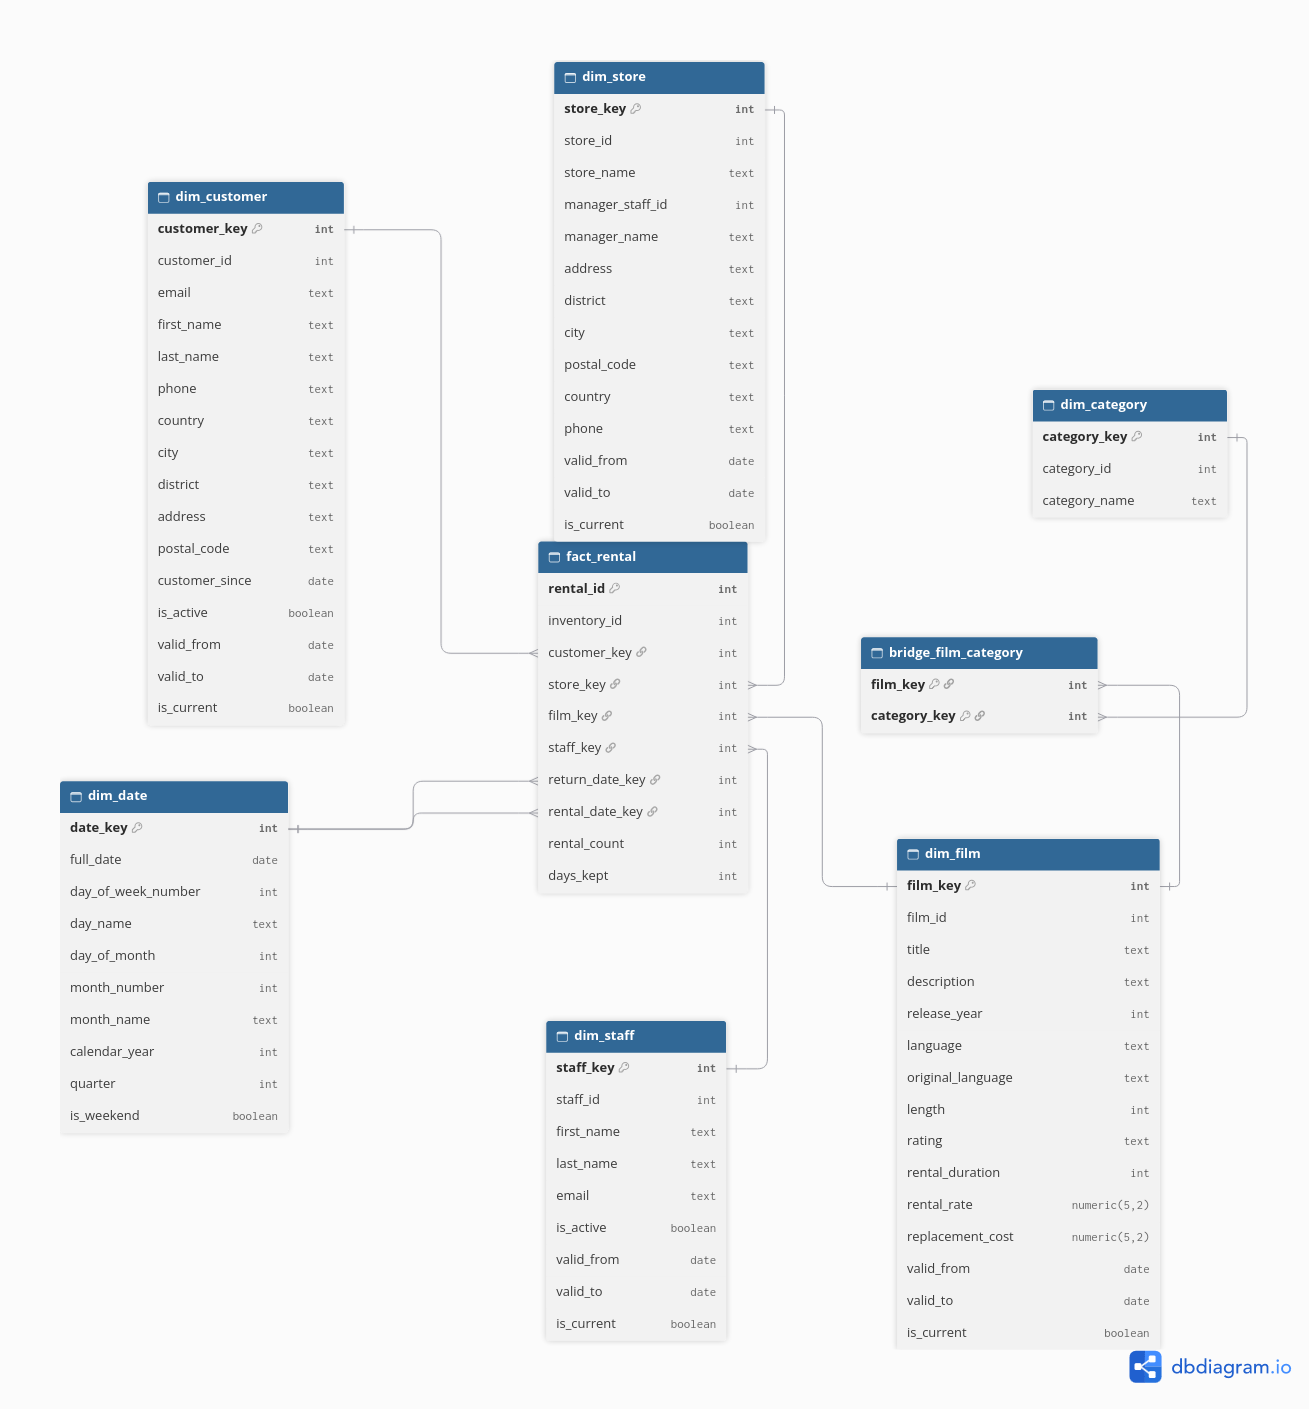 dim_store
store_key int
store_id int
store_name text
manager_staff_id int
manager_name text
address text
district text
city text
postal_code text
country text
phone text
valid_from date
valid_to date
is_current boolean
dim_customer
customer_key int
customer_id int
email text
first_name text
last_name text
phone text
country text
city text
district text
address text
postal_code text
customer_since date
is_active boolean
valid_from date
valid_to date
is_current boolean
dim_category
category_key int
category_id int
category_name text
fact_rental
rental_id int
inventory_id int
customer_key int
store_key int
film_key int
staff_key int
return_date_key int
rental_date_key int
rental_count int
days_kept int
bridge_film_category
film_key int
category_key int
dim_date
date_key int
full_date date
day_of_week_number int
day_name text
day_of_month int
month_number int
month_name text
calendar_year int
quarter int
is_weekend boolean
dim_film
film_key int
film_id int
title text
description text
release_year int
language text
original_language text
length int
rating text
rental_duration int
rental_rate numeric(5,2)
replacement_cost numeric(5,2)
valid_from date
valid_to date
is_current boolean
dim_staff
staff_key int
staff_id int
first_name text
last_name text
email text
is_active boolean
valid_from date
valid_to date
is_current boolean
dbdiagram.io